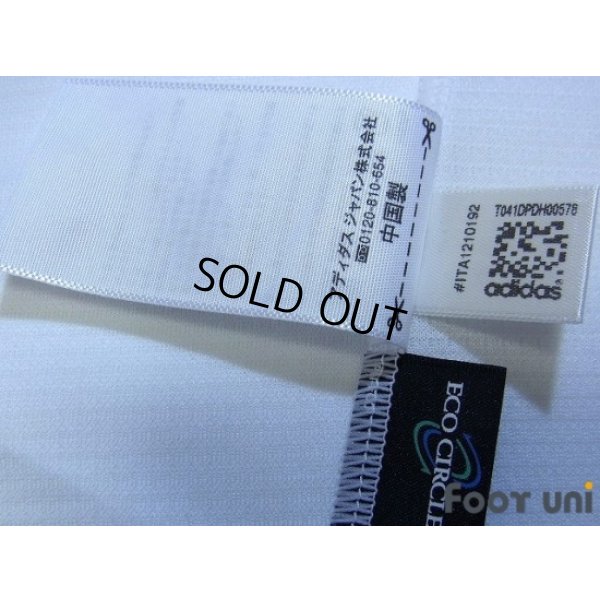 アディダス ジャパン株式会社
0120-810-654
中国製
T041DPDH00578
#ITA1210192
adidas
SOLD OUT
ECO CIRCLE
FOOT uni